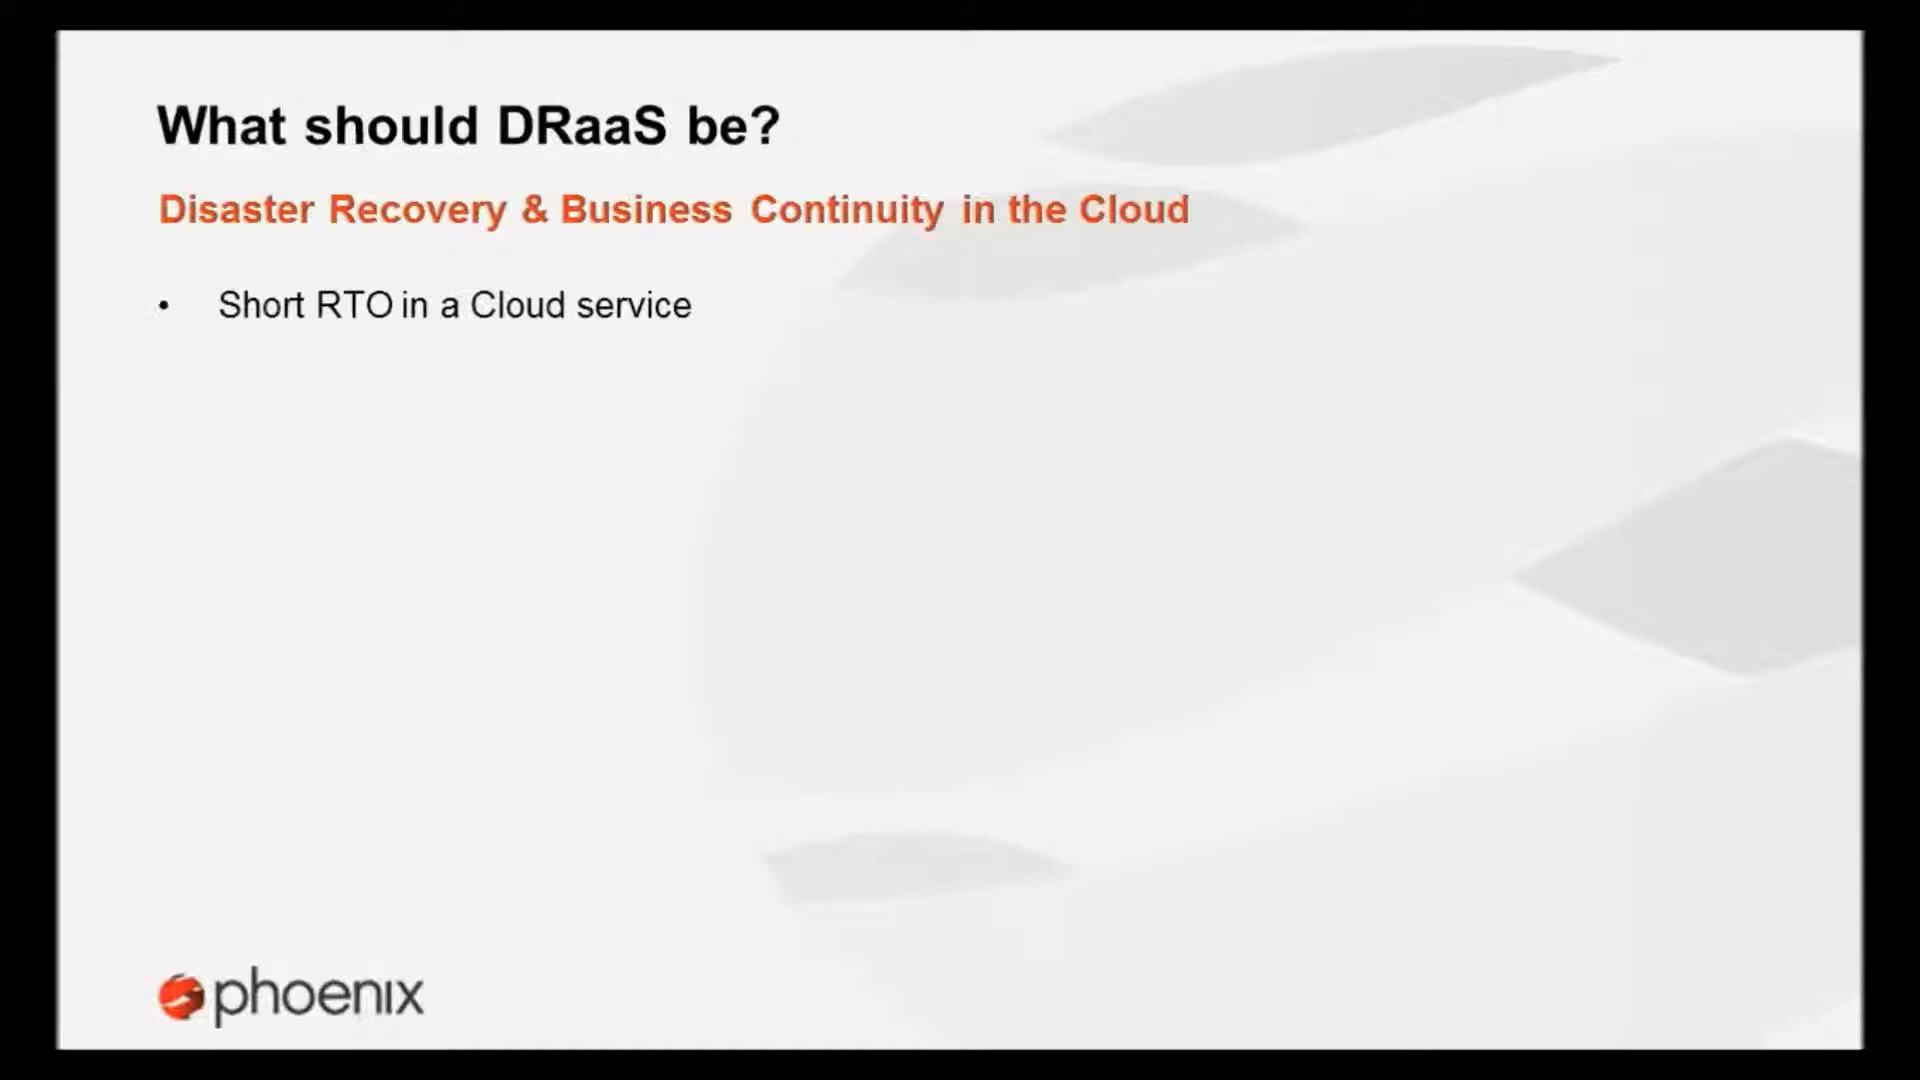 What should DRaaS be?
Disaster Recovery & Business Continuity in the Cloud
• Short RTO in a Cloud service
phoenix